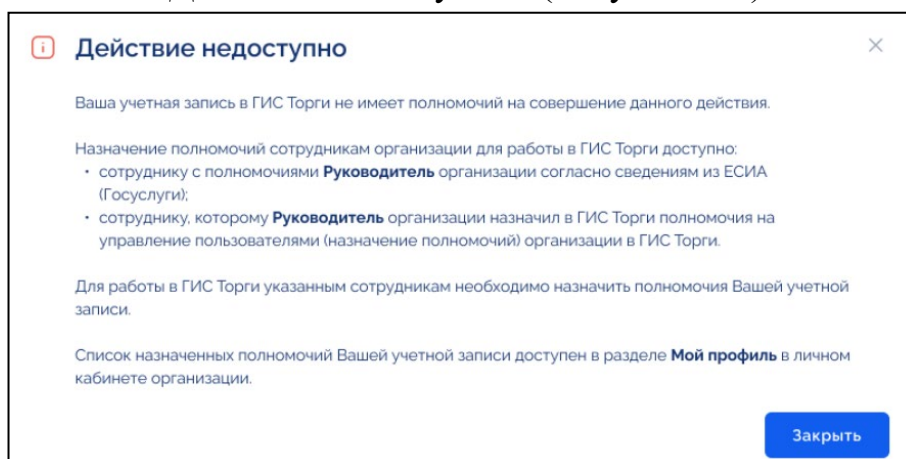 Действие недоступно
Ваша учетная запись в ГИС Торги не имеет полномочий на совершение данного действия.
Назначение полномочий сотрудникам организации для работы в ГИС Торги доступно:
• сотруднику с полномочиями Руководитель организации согласно сведениям из ЕСИА
(Госуслуги);
• сотруднику, которому Руководитель организации назначил в ГИС Торги полномочия на
управление пользователями (назначение полномочий) организации в ГИС Торги.
Для работы в ГИС Торги указанным сотрудникам необходимо назначить полномочия Вашей учетной
записи.
Список назначенных полномочий Вашей учетной записи доступен в разделе Мой профиль в личном
кабинете организации.
Закрыть